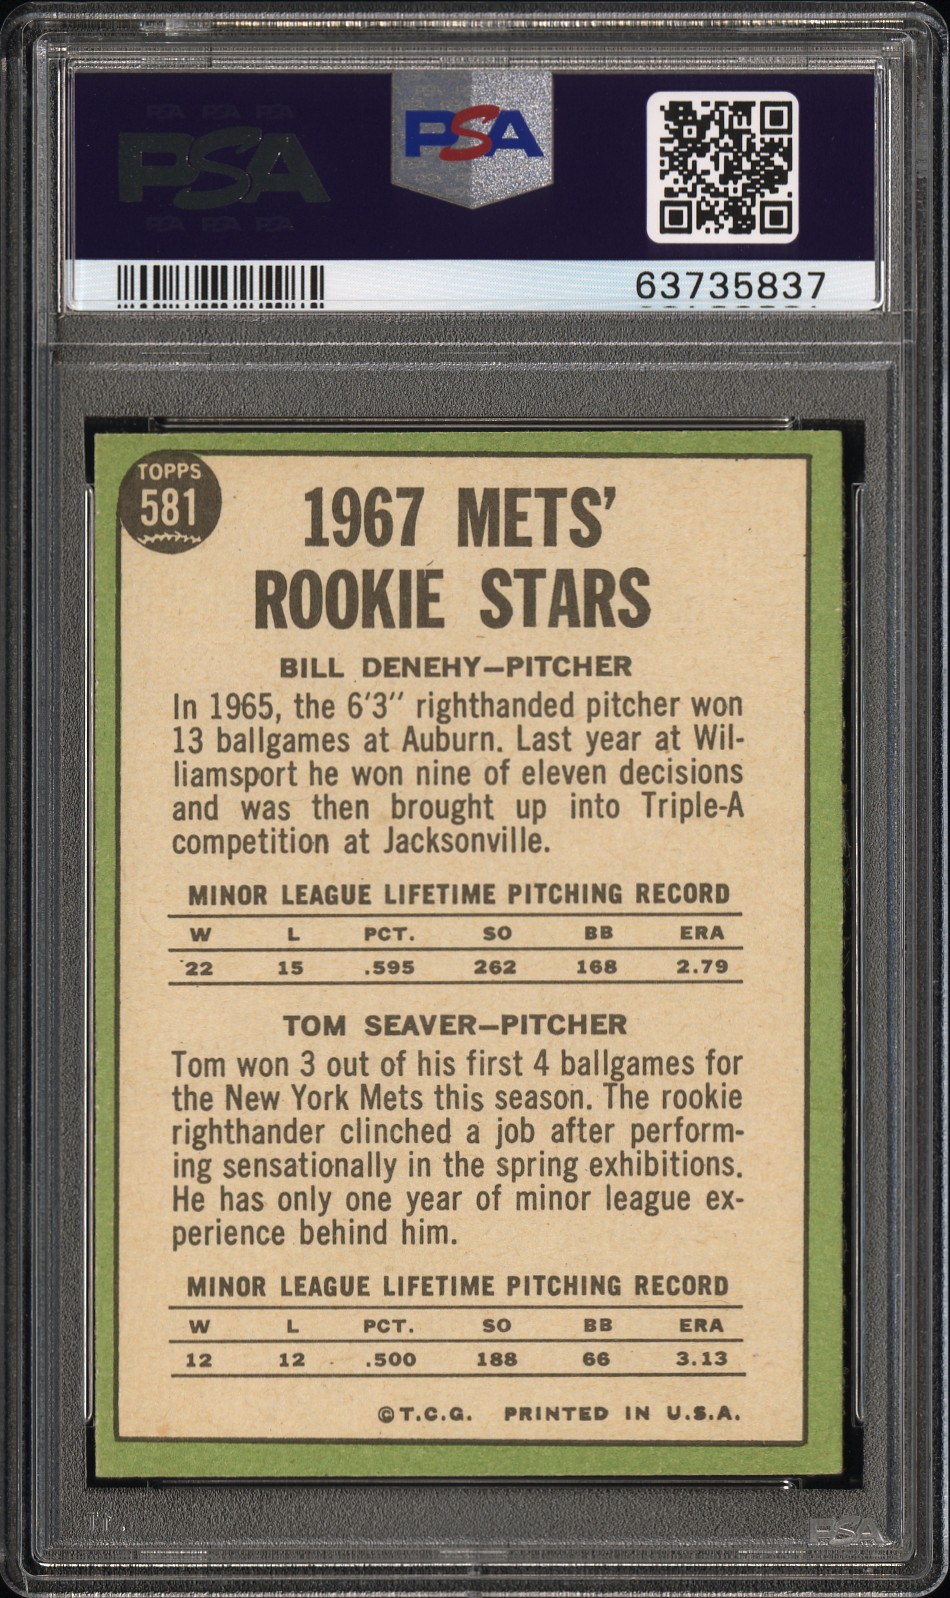 PSA PSA PSA
PSA
PSA PSA PSA
PSA
63735837
TOPPS
581
1967 METS'
ROOKIE STARS
BILL DENEHY—PITCHER
In 1965, the 6'3" righthanded pitcher won
13 ballgames at Auburn. Last year at Wil-
liamsport he won nine of eleven decisions
and was then brought up into Triple-A
competition at Jacksonville.
MINOR LEAGUE LIFETIME PITCHING RECORD
W L PCT. SO BB ERA
22 15 .595 262 168 2.79
TOM SEAVER—PITCHER
Tom won 3 out of his first 4 ballgames for
the New York Mets this season. The rookie
righthander clinched a job after perform-
ing sensationally in the spring exhibitions.
He has only one year of minor league ex-
perience behind him.
MINOR LEAGUE LIFETIME PITCHING RECORD
W L PCT. SO BB ERA
12 12 .500 188 66 3.13
©T.C.G. PRINTED IN U.S.A.
PSA